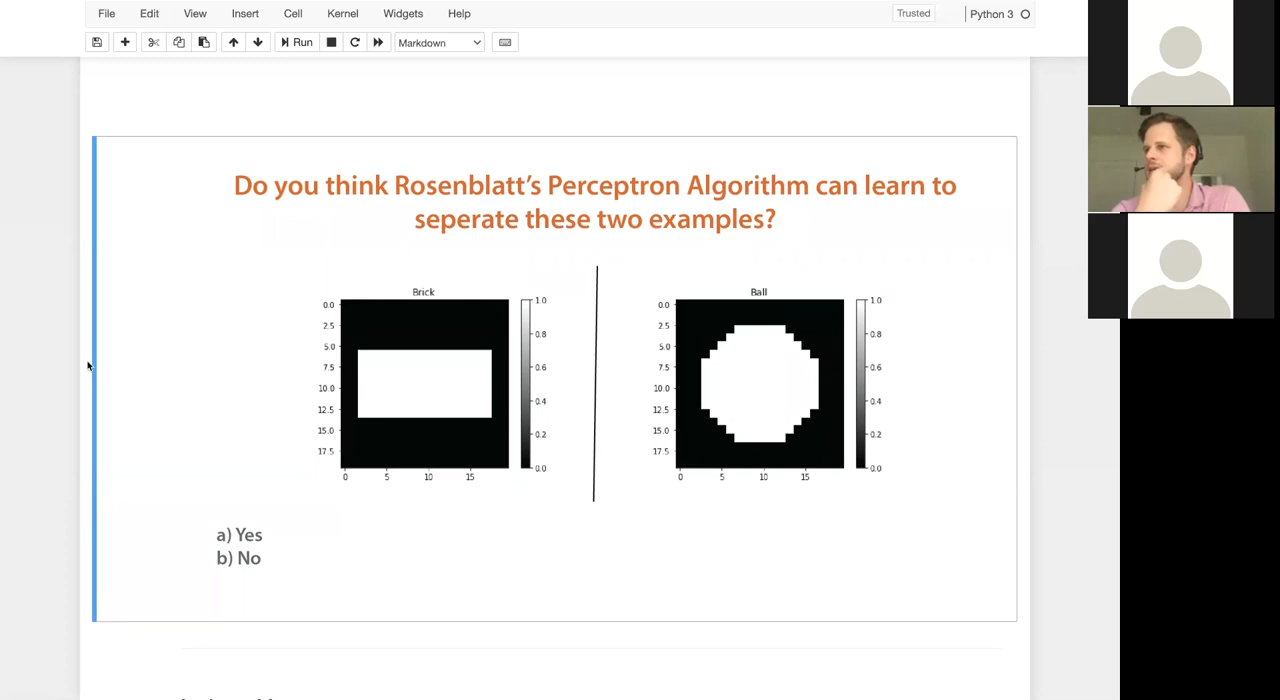 File Edit View Insert Cell Kernel Widgets Help Trusted Python 3
Run Markdown
Do you think Rosenblatt's Perceptron Algorithm can learn to
seperate these two examples?
Brick
0.0
2.5
5.0
7.5
10.0
12.5
15.0
17.5
0 5 10 15
1.0
0.8
0.6
0.4
0.2
0.0
Ball
0.0
2.5
5.0
7.5
10.0
12.5
15.0
17.5
0 5 10 15
1.0
0.8
0.6
0.4
0.2
0.0
a) Yes
b) No